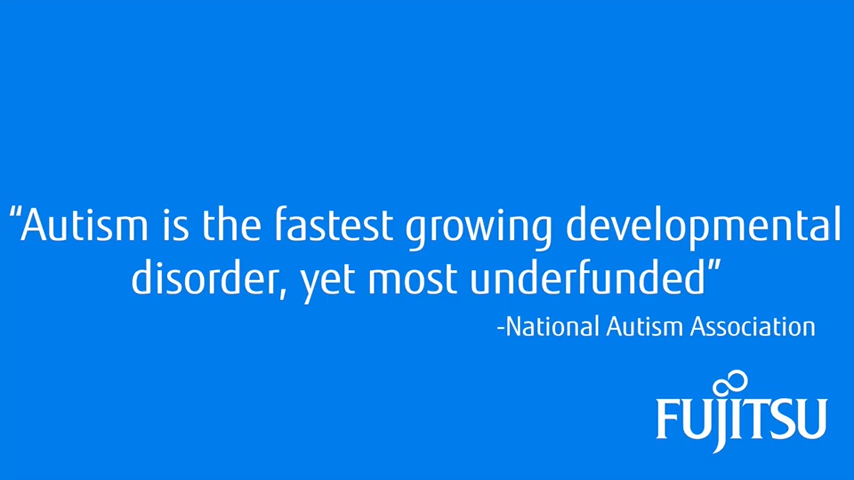 “Autism is the fastest growing developmental
disorder, yet most underfunded”
-National Autism Association
FUJITSU